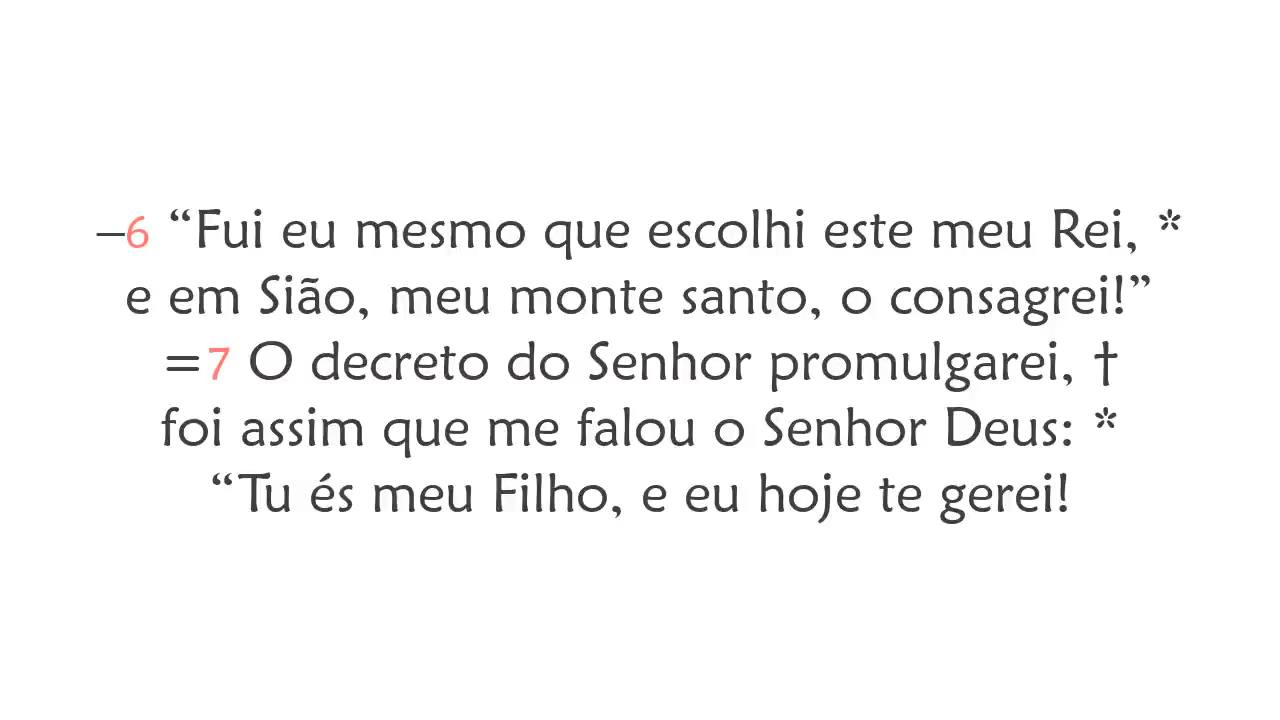 –6 “Fui eu mesmo que escolhi este meu Rei, *
e em Sião, meu monte santo, o consagrei!”
=7 O decreto do Senhor promulgarei, †
foi assim que me falou o Senhor Deus: *
“Tu és meu Filho, e eu hoje te gerei!